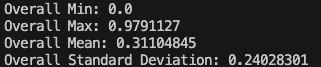 Overall Min: 0.0
Overall Max: 0.9791127
Overall Mean: 0.31104845
Overall Standard Deviation: 0.24028301